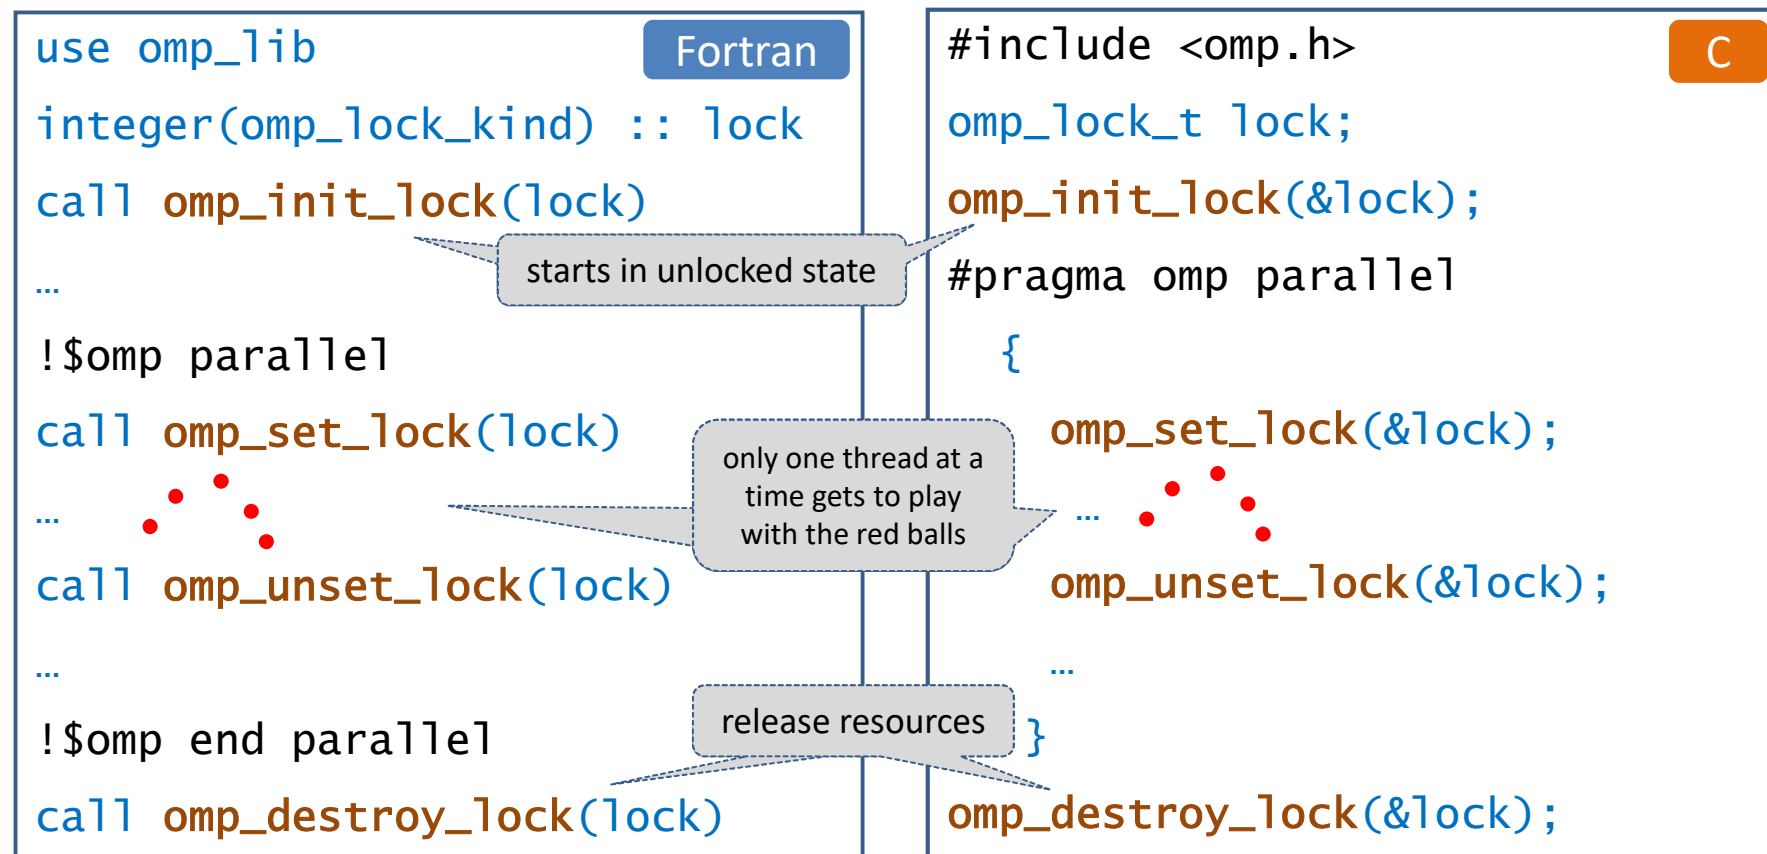 use omp_lib
Fortran
integer(omp_lock_kind) :: lock
call omp_init_lock(lock)
…
!$omp parallel
call omp_set_lock(lock)
…
call omp_unset_lock(lock)
…
!$omp end parallel
call omp_destroy_lock(lock)
starts in unlocked state
only one thread at a
time gets to play
with the red balls
release resources
#include <omp.h>
C
omp_lock_t lock;
omp_init_lock(&lock);
#pragma omp parallel
{
omp_set_lock(&lock);
…
omp_unset_lock(&lock);
…
}
omp_destroy_lock(&lock);